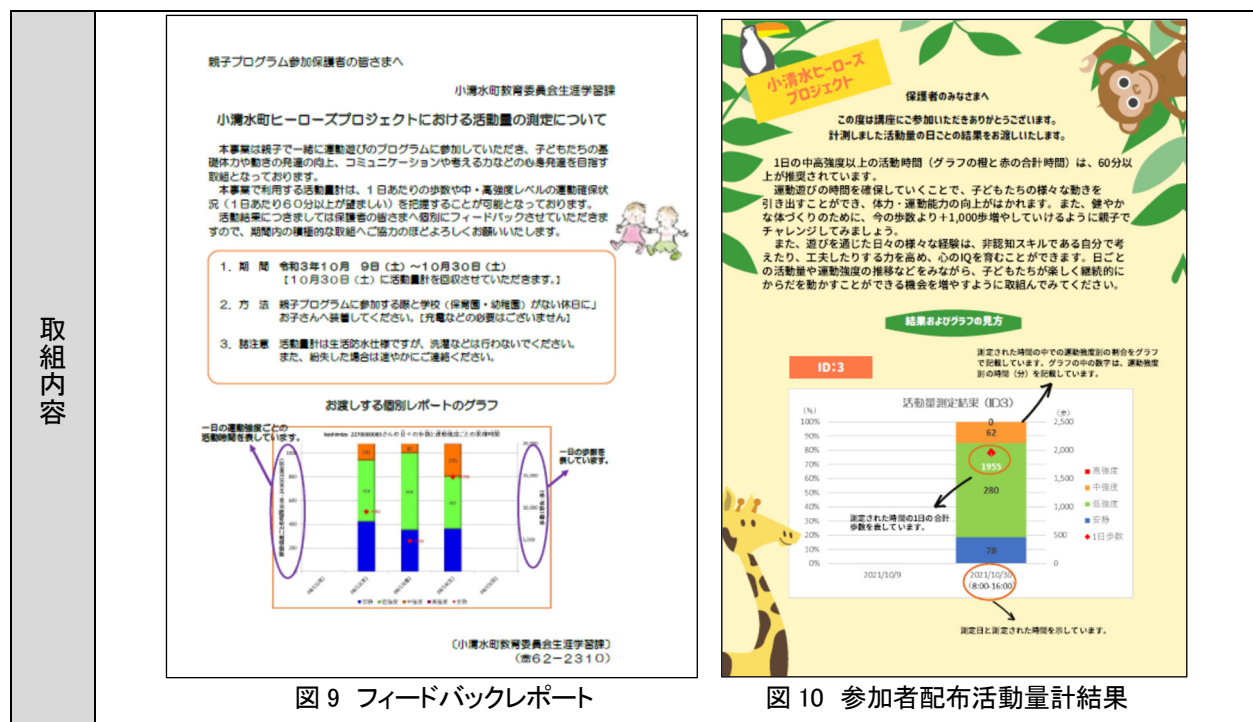 取組内容
親子プログラム参加保護者の皆さまへ
小清水町教育委員会生涯学習課
小清水町ヒーローズプロジェクトにおける活動量の測定について
本事業は親子で一緒に運動遊びのプログラムに参加していただき、子どもたちの基
礎体力や動きの発達の向上、コミュニケーションや考える力などの心身発達を目指す
取組となっております。
本事業で利用する活動量計は、1日あたりの歩数や中・高強度レベルの運動確保状
況（1日あたり60分以上が望ましい）を把握することが可能となっております。
活動結果につきましては保護者の皆さまへ個別にフィードバックさせていただきま
すので、期間内の積極的な取組へご協力のほどよろしくお願いいたします。
1．期　間　令和3年10月　9日（土）～10月30日（土）
【10月30日（土）に活動量計を回収させていただきます。】
2．方　法　親子プログラムに参加する際と学校（保育園・幼稚園）がない休日に」
お子さんへ装着してください。【充電などの必要はございません】
3．諸注意　活動量計は生活防水仕様ですが、洗濯などは行わないでください。
また、紛失した場合は速やかにご連絡ください。
お渡しする個別レポートのグラフ
一日の運動強度ごとの
活動時間を表しています。
一日の歩数を
表しています。
■安静 ■低強度 ■中強度 ■高強度 ◆歩数
〔小清水町教育委員会生涯学習課〕
（☎62－2310）
図 9 フィードバックレポート
小清水ヒーローズ
プロジェクト
保護者のみなさまへ
この度は講座にご参加いただきありがとうございます。
計測しました活動量の日ごとの結果をお渡しいたします。
1日の中高強度以上の活動時間（グラフの橙と赤の合計時間）は、60分以
上が推奨されています。
運動遊びの時間を確保していくことで、子どもたちの様々な動きを
引き出すことができ、体力・運動能力の向上がはかれます。また、健やか
な体づくりのために、今の歩数より＋1,000歩増やしていけるように親子で
チャレンジしてみましょう。
また、遊びを通じた日々の様々な経験は、非認知スキルである自分で考
えたり、工夫したりする力を高め、心のIQを育むことができます。日ごと
の活動量や運動強度の推移などをみながら、子どもたちが楽しく継続的に
からだを動かすことができる機会を増やすように取組んでみてください。
結果およびグラフの見方
測定された時間の中での運動強度別の割合をグラフ
で記載しています。グラフの中の数字は、運動強度
別の時間（分）を記載しています。
ID:3
活動量測定結果（ID3）
(%)
100%
90%
80%
70%
60%
50%
40%
30%
20%
10%
0%
0
62
1955
280
78
(歩)
2,500
2,000
1,500
1,000
500
0
■高強度
■中強度
■低強度
■安静
◆1日歩数
測定された時間の1日の合計
歩数を表しています。
2021/10/9
2021/10/30
(8:00-16:00)
測定日と測定された時間を示しています。
図 10 参加者配布活動量計結果